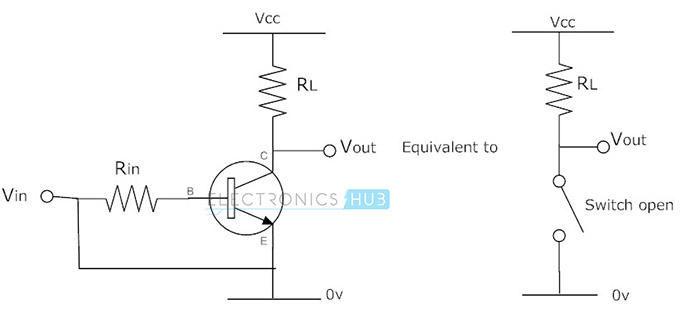 Vcc
RL
C
Vout
Rin
Vin
B
ELECTRONICS HUB
E
0v
Equivalent to
Vcc
RL
Vout
Switch open
0v